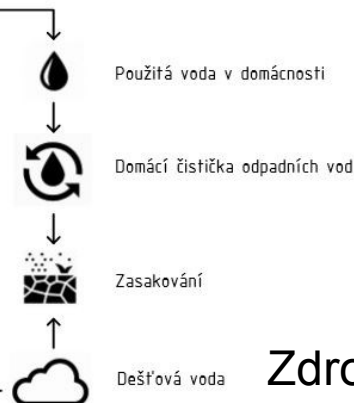 Použitá voda v domácnosti
Domácí čistička odpadních vod
Zasakování
Dešťová voda